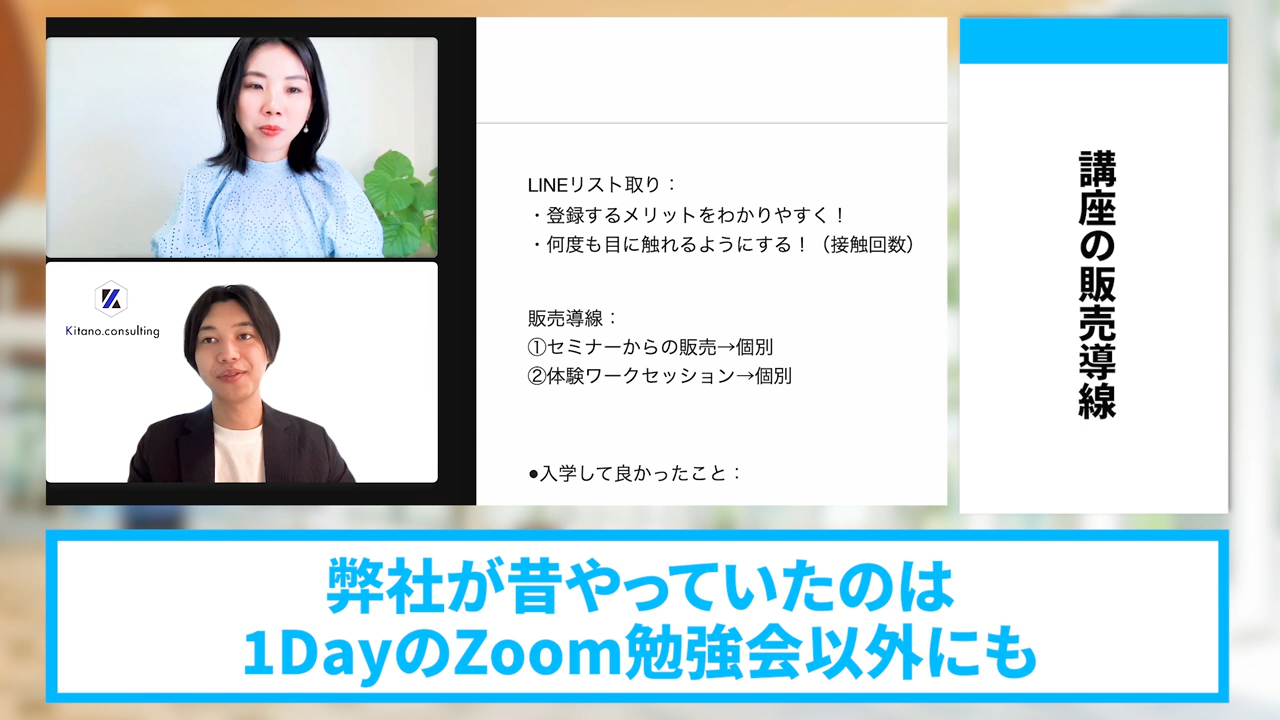 Kitano.consulting
LINEリスト取り：
・登録するメリットをわかりやすく！
・何度も目に触れるようにする！（接触回数）
販売導線：
①セミナーからの販売→個別
②体験ワークセッション→個別
●入学して良かったこと：
講座の販売導線
弊社が昔やっていたのは
1DayのZoom勉強会以外にも